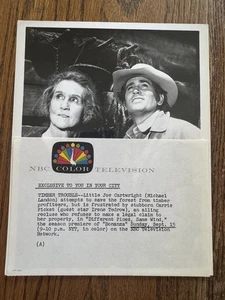 NBC COLOR TELEVISION
EXCLUSIVE TO YOU IN YOUR CITY
TIMBER TROUBLE--Little Joe Cartwright (Michael
Landon) attempts to save the forest from timber
profiteers, but is frustrated by stubborn Carrie
Picket (guest star Irene Tedrow), an ailing
recluse who refuses to make a legal claim to
her property, in "Different Pines, Same Wind,"
the season premiere of "Bonanza" Sunday, Sept. 15
(9-10 p.m. NYT, in color) on the NBC Television
Network.
(A)